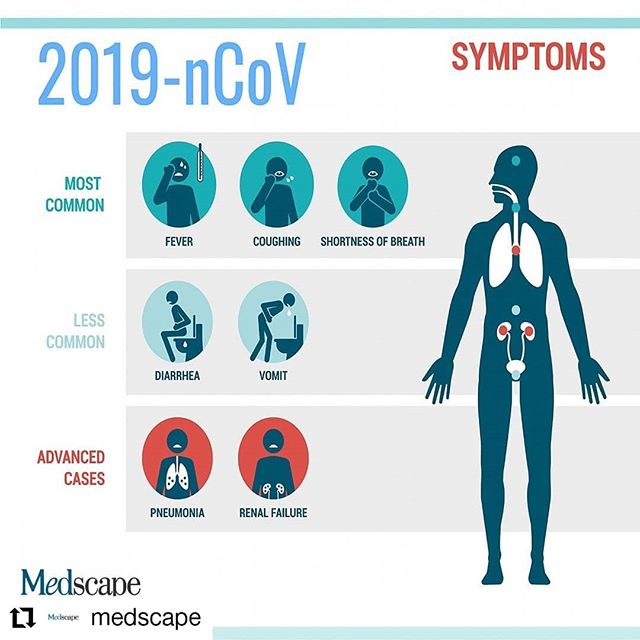 2019-nCoV
SYMPTOMS
MOST
COMMON
FEVER
COUGHING
SHORTNESS OF BREATH
LESS
COMMON
DIARRHEA
VOMIT
ADVANCED
CASES
PNEUMONIA
RENAL FAILURE
Medscape
Medscape
medscape